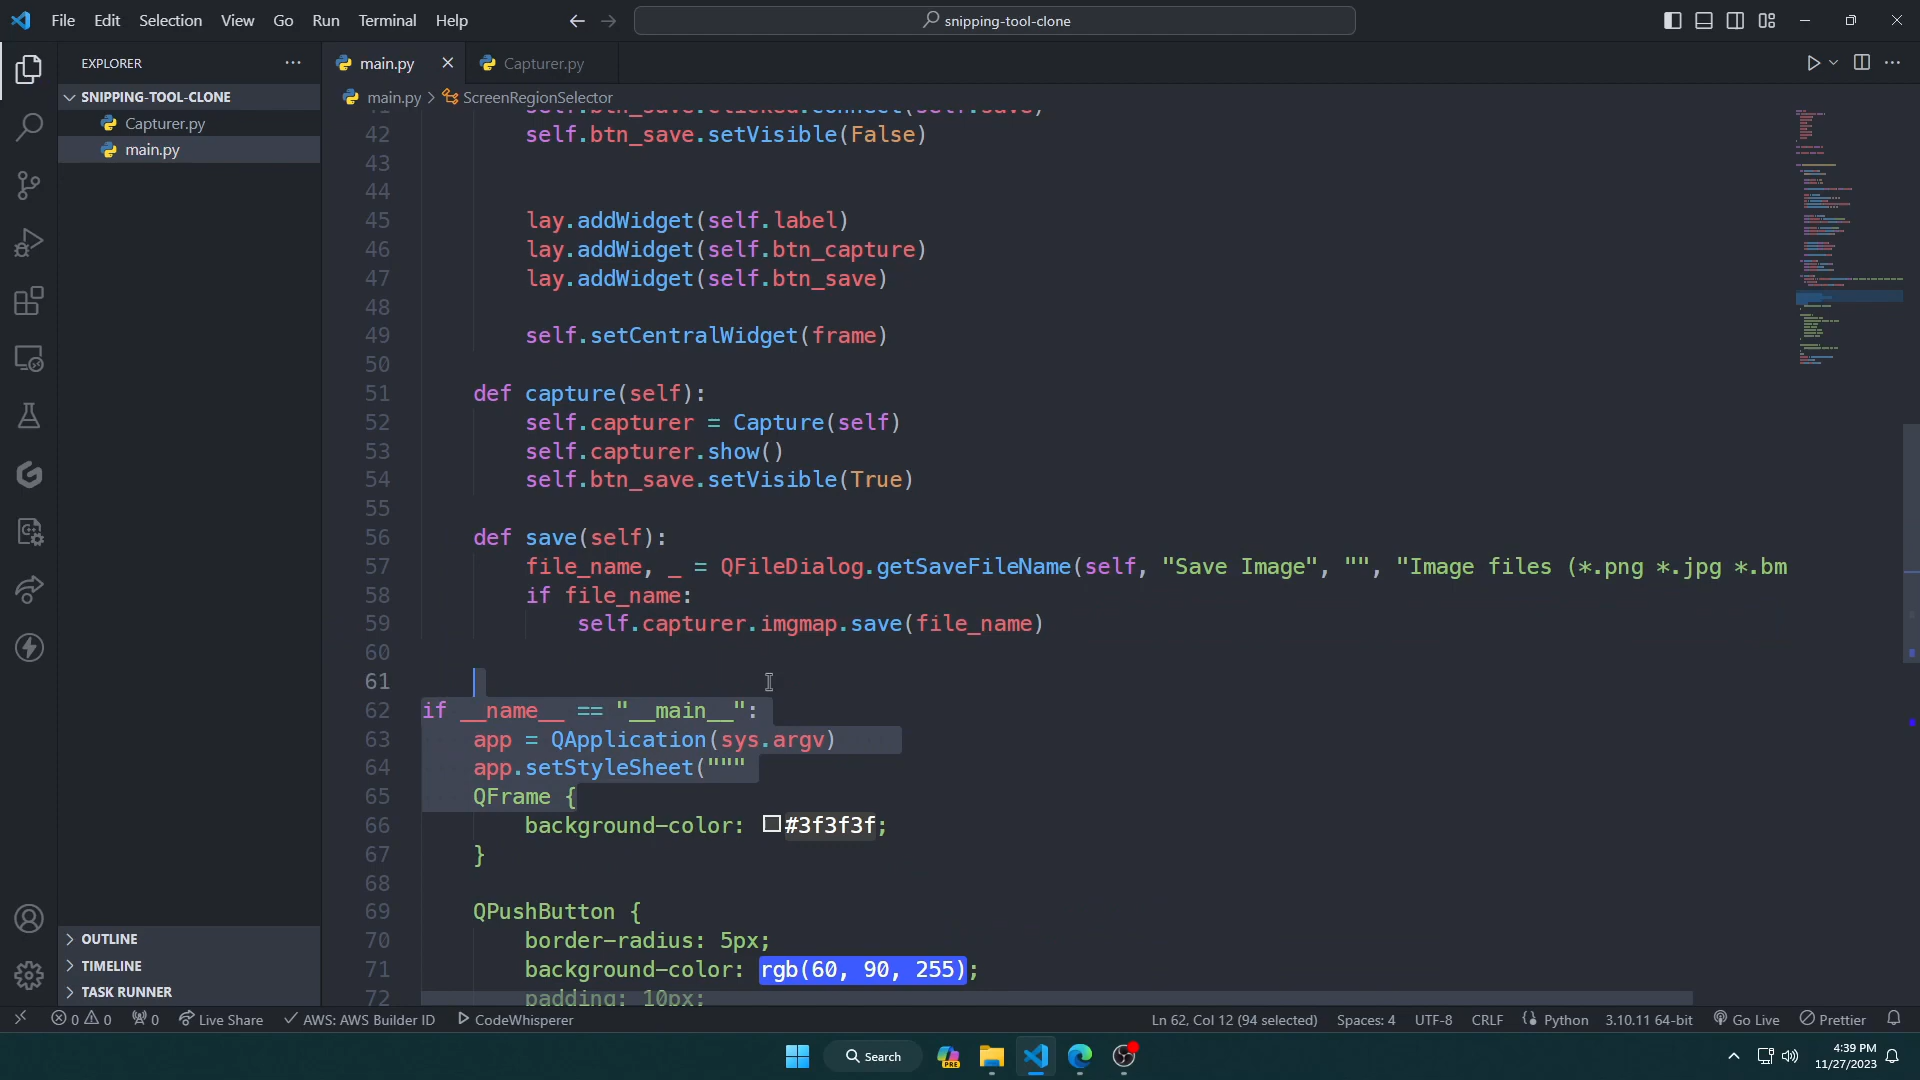 File Edit Selection View Go Run Terminal Help
snipping-tool-clone
EXPLORER
main.py
Capturer.py
SNIPPING-TOOL-CLONE
main.py > ScreenRegionSelector
Capturer.py
main.py
42 self.btn_save.setVisible(False)
43
44
45 lay.addWidget(self.label)
46 lay.addWidget(self.btn_capture)
47 lay.addWidget(self.btn_save)
48
49 self.setCentralWidget(frame)
50
51 def capture(self):
52 self.capturer = Capture(self)
53 self.capturer.show()
54 self.btn_save.setVisible(True)
55
56 def save(self):
57 file_name, _ = QFileDialog.getSaveFileName(self, "Save Image", "", "Image files (*.png *.jpg *.bm
58 if file_name:
59 self.capturer.imgmap.save(file_name)
60
61
62 if __name__ == "__main__":
63 app = QApplication(sys.argv)
64 app.setStyleSheet("""
65 QFrame {
66 background-color: #3f3f3f;
67 }
68
69 QPushButton {
70 border-radius: 5px;
71 background-color: rgb(60, 90, 255);
72 padding: 10px;
OUTLINE
TIMELINE
TASK RUNNER
0 0 0 Live Share AWS: AWS Builder ID CodeWhisperer Ln 62, Col 12 (94 selected) Spaces: 4 UTF-8 CRLF Python 3.10.11 64-bit Go Live Prettier
Search
PRE
4:39 PM
11/27/2023